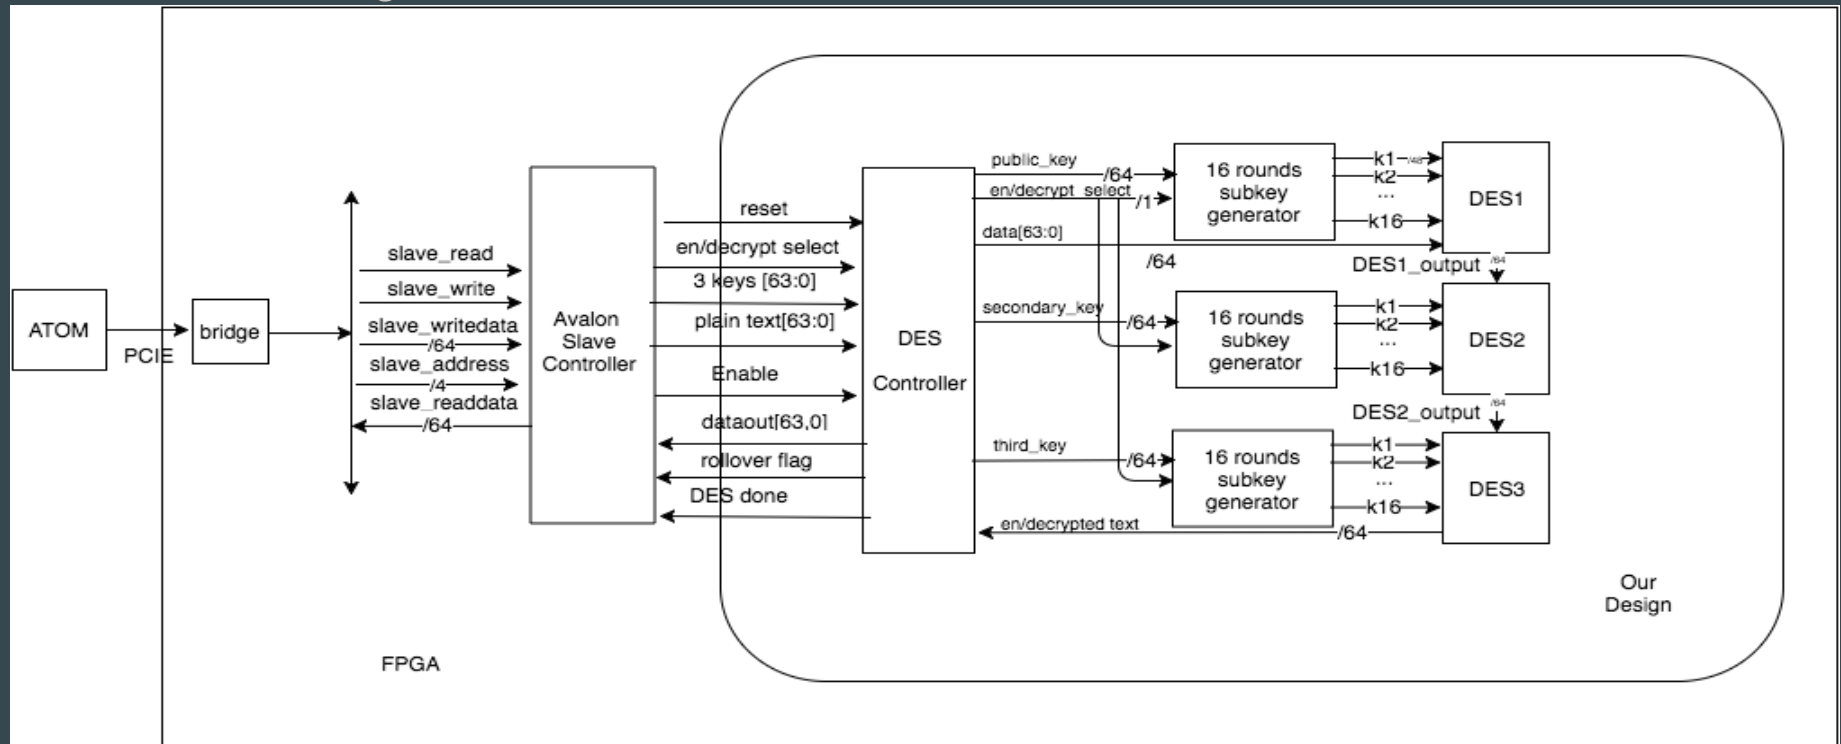 ATOM
PCIE
bridge
slave_read
slave_write
slave_writedata
/64
slave_address
/4
slave_readdata
/64
Avalon
Slave
Controller
reset
en/decrypt select
3 keys [63:0]
plain text[63:0]
Enable
dataout[63,0]
rollover flag
DES done
DES
Controller
public_key
/64
en/decrypt_select
/1
data[63:0]
/64
secondary_key
/64
third_key
/64
en/decrypted text
/64
16 rounds
subkey
generator
k1
/48
k2
...
k16
DES1
DES1_output
/64
16 rounds
subkey
generator
k1
k2
...
k16
DES2
DES2_output
/64
16 rounds
subkey
generator
k1
k2
...
k16
DES3
Our
Design
FPGA